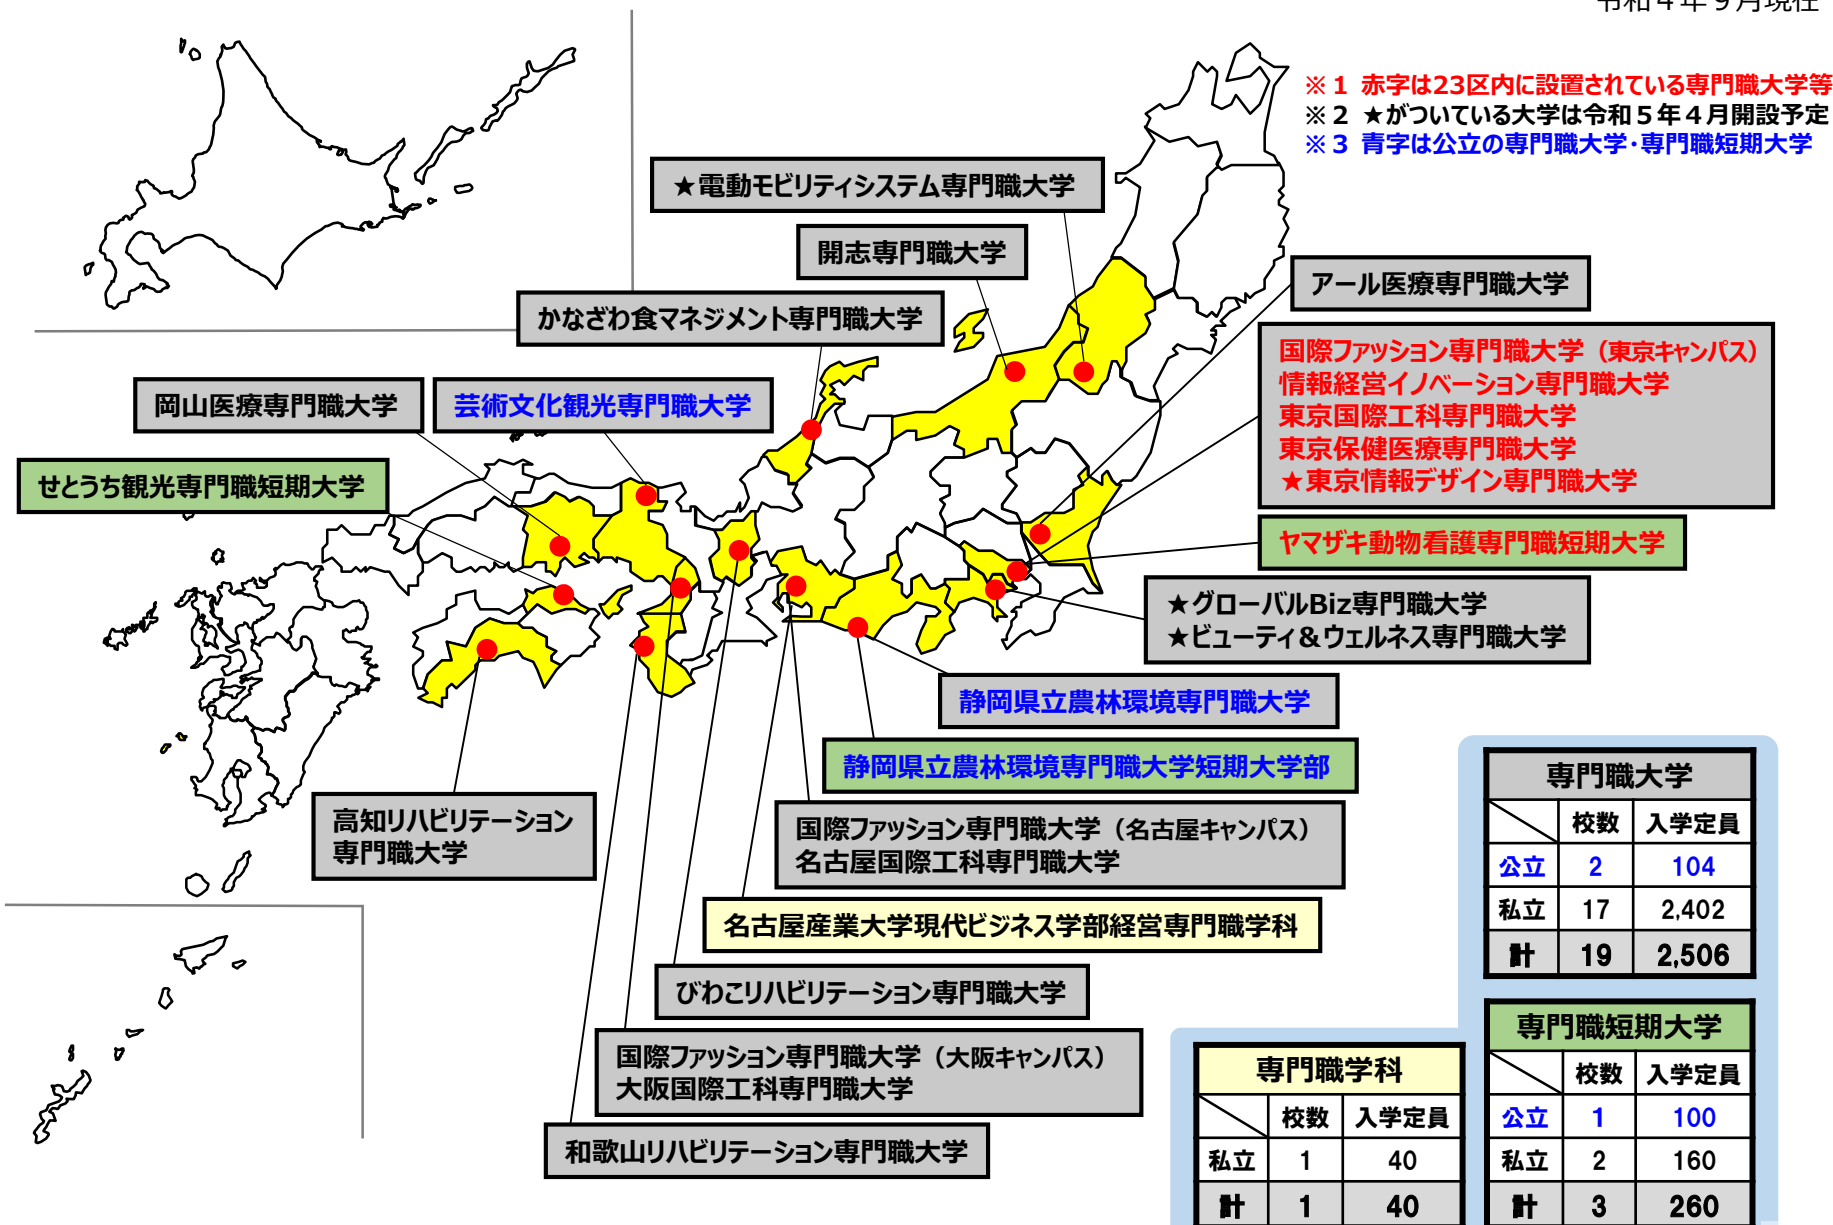 令和４年９月現在
※１ 赤字は23区内に設置されている専門職大学等
※２ ★がついている大学は令和５年４月開設予定
※３ 青字は公立の専門職大学・専門職短期大学
★電動モビリティシステム専門職大学
開志専門職大学
アール医療専門職大学
かなざわ食マネジメント専門職大学
国際ファッション専門職大学（東京キャンパス）
情報経営イノベーション専門職大学
東京国際工科専門職大学
東京保健医療専門職大学
★東京情報デザイン専門職大学
岡山医療専門職大学
芸術文化観光専門職大学
せとうち観光専門職短期大学
ヤマザキ動物看護専門職短期大学
★グローバルBiz専門職大学
★ビューティ＆ウェルネス専門職大学
静岡県立農林環境専門職大学
静岡県立農林環境専門職大学短期大学部
高知リハビリテーション
専門職大学
国際ファッション専門職大学（名古屋キャンパス）
名古屋国際工科専門職大学
名古屋産業大学現代ビジネス学部経営専門職学科
びわこリハビリテーション専門職大学
国際ファッション専門職大学（大阪キャンパス）
大阪国際工科専門職大学
和歌山リハビリテーション専門職大学
専門職大学
校数 入学定員
公立 2 104
私立 17 2,402
計 19 2,506
専門職学科
校数 入学定員
私立 1 40
計 1 40
専門職短期大学
校数 入学定員
公立 1 100
私立 2 160
計 3 260